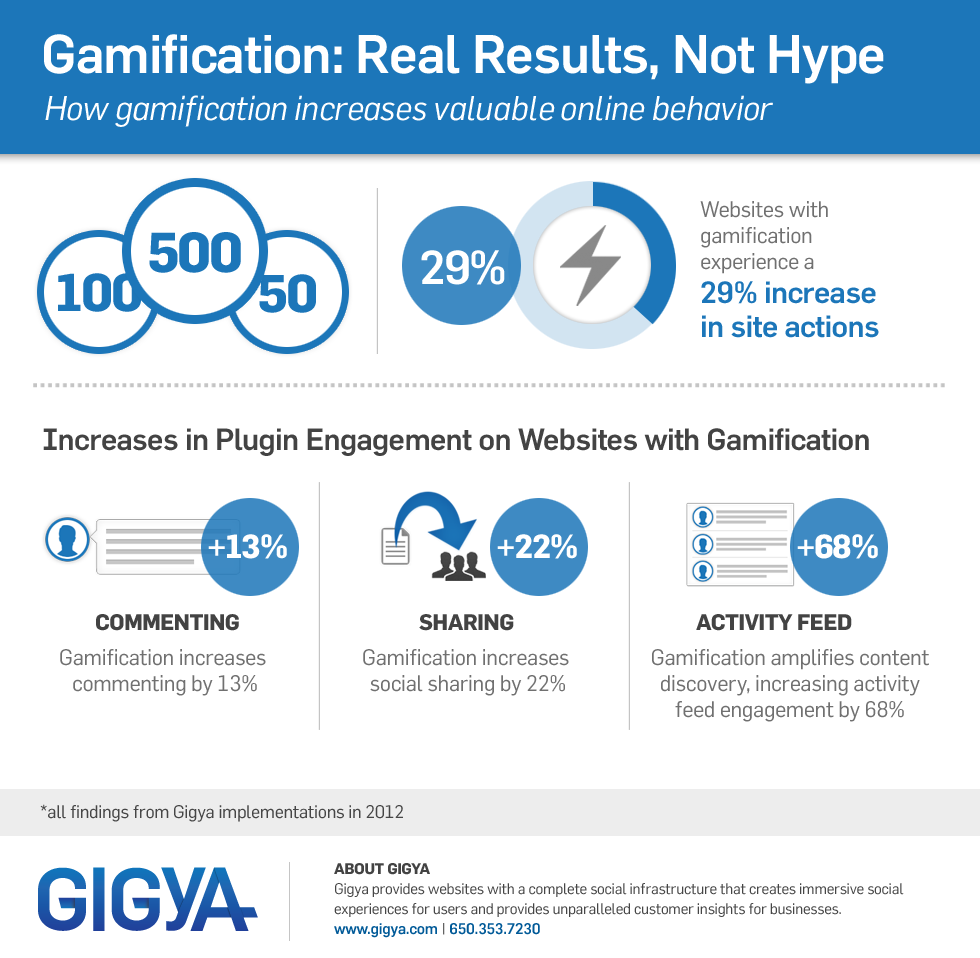 Gamification: Real Results, Not Hype
How gamification increases valuable online behavior
100
500
50
29%
Websites with
gamification
experience a
29% increase
in site actions
Increases in Plugin Engagement on Websites with Gamification
+13%
COMMENTING
Gamification increases
commenting by 13%
+22%
SHARING
Gamification increases
social sharing by 22%
+68%
ACTIVITY FEED
Gamification amplifies content
discovery, increasing activity
feed engagement by 68%
*all findings from Gigya implementations in 2012
GIGYA
ABOUT GIGYA
Gigya provides websites with a complete social infrastructure that creates immersive social
experiences for users and provides unparalleled customer insights for businesses.
www.gigya.com | 650.353.7230